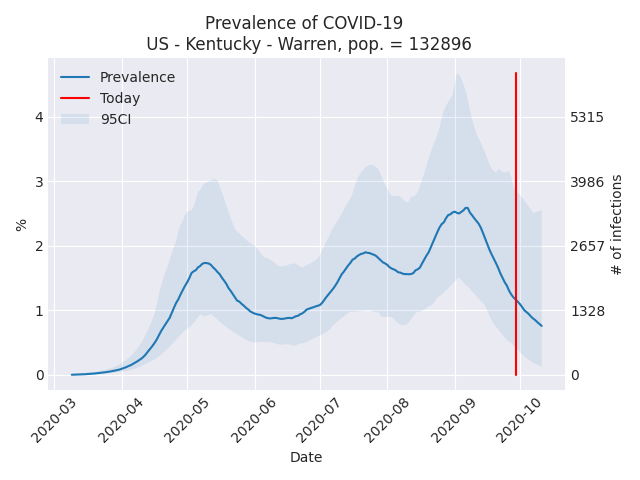 Prevalence of COVID-19
US - Kentucky - Warren, pop. = 132896
Prevalence
Today
95CI
%
4
3
2
1
0
5315
3986
2657
1328
0
# of infections
2020-03
2020-04
2020-05
2020-06
2020-07
2020-08
2020-09
2020-10
Date